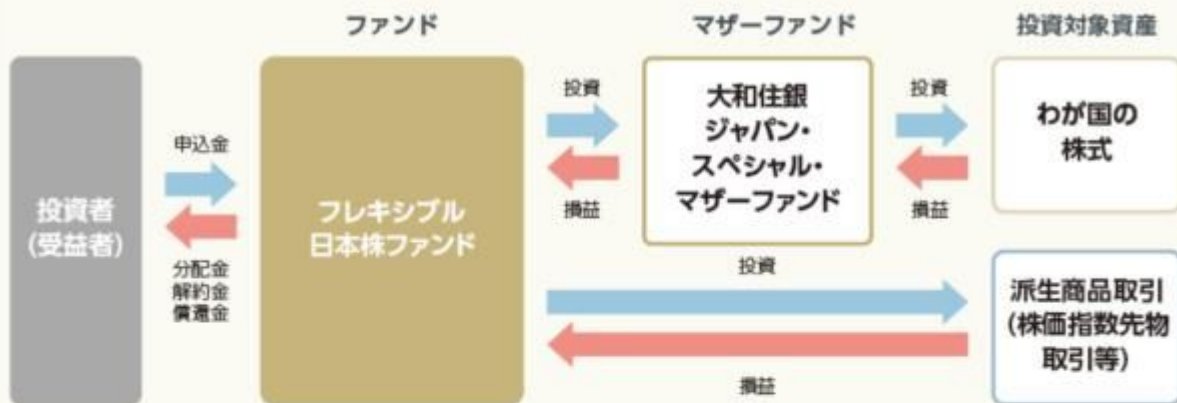 ファンド
マザーファンド
投資対象資産
投資者
(受益者)
申込金
分配金
解約金
償還金
フレキシブル
日本株ファンド
投資
損益
大和住銀
ジャパン・
スペシャル・
マザーファンド
投資
損益
わが国の
株式
投資
損益
派生商品取引
(株価指数先物
取引等)